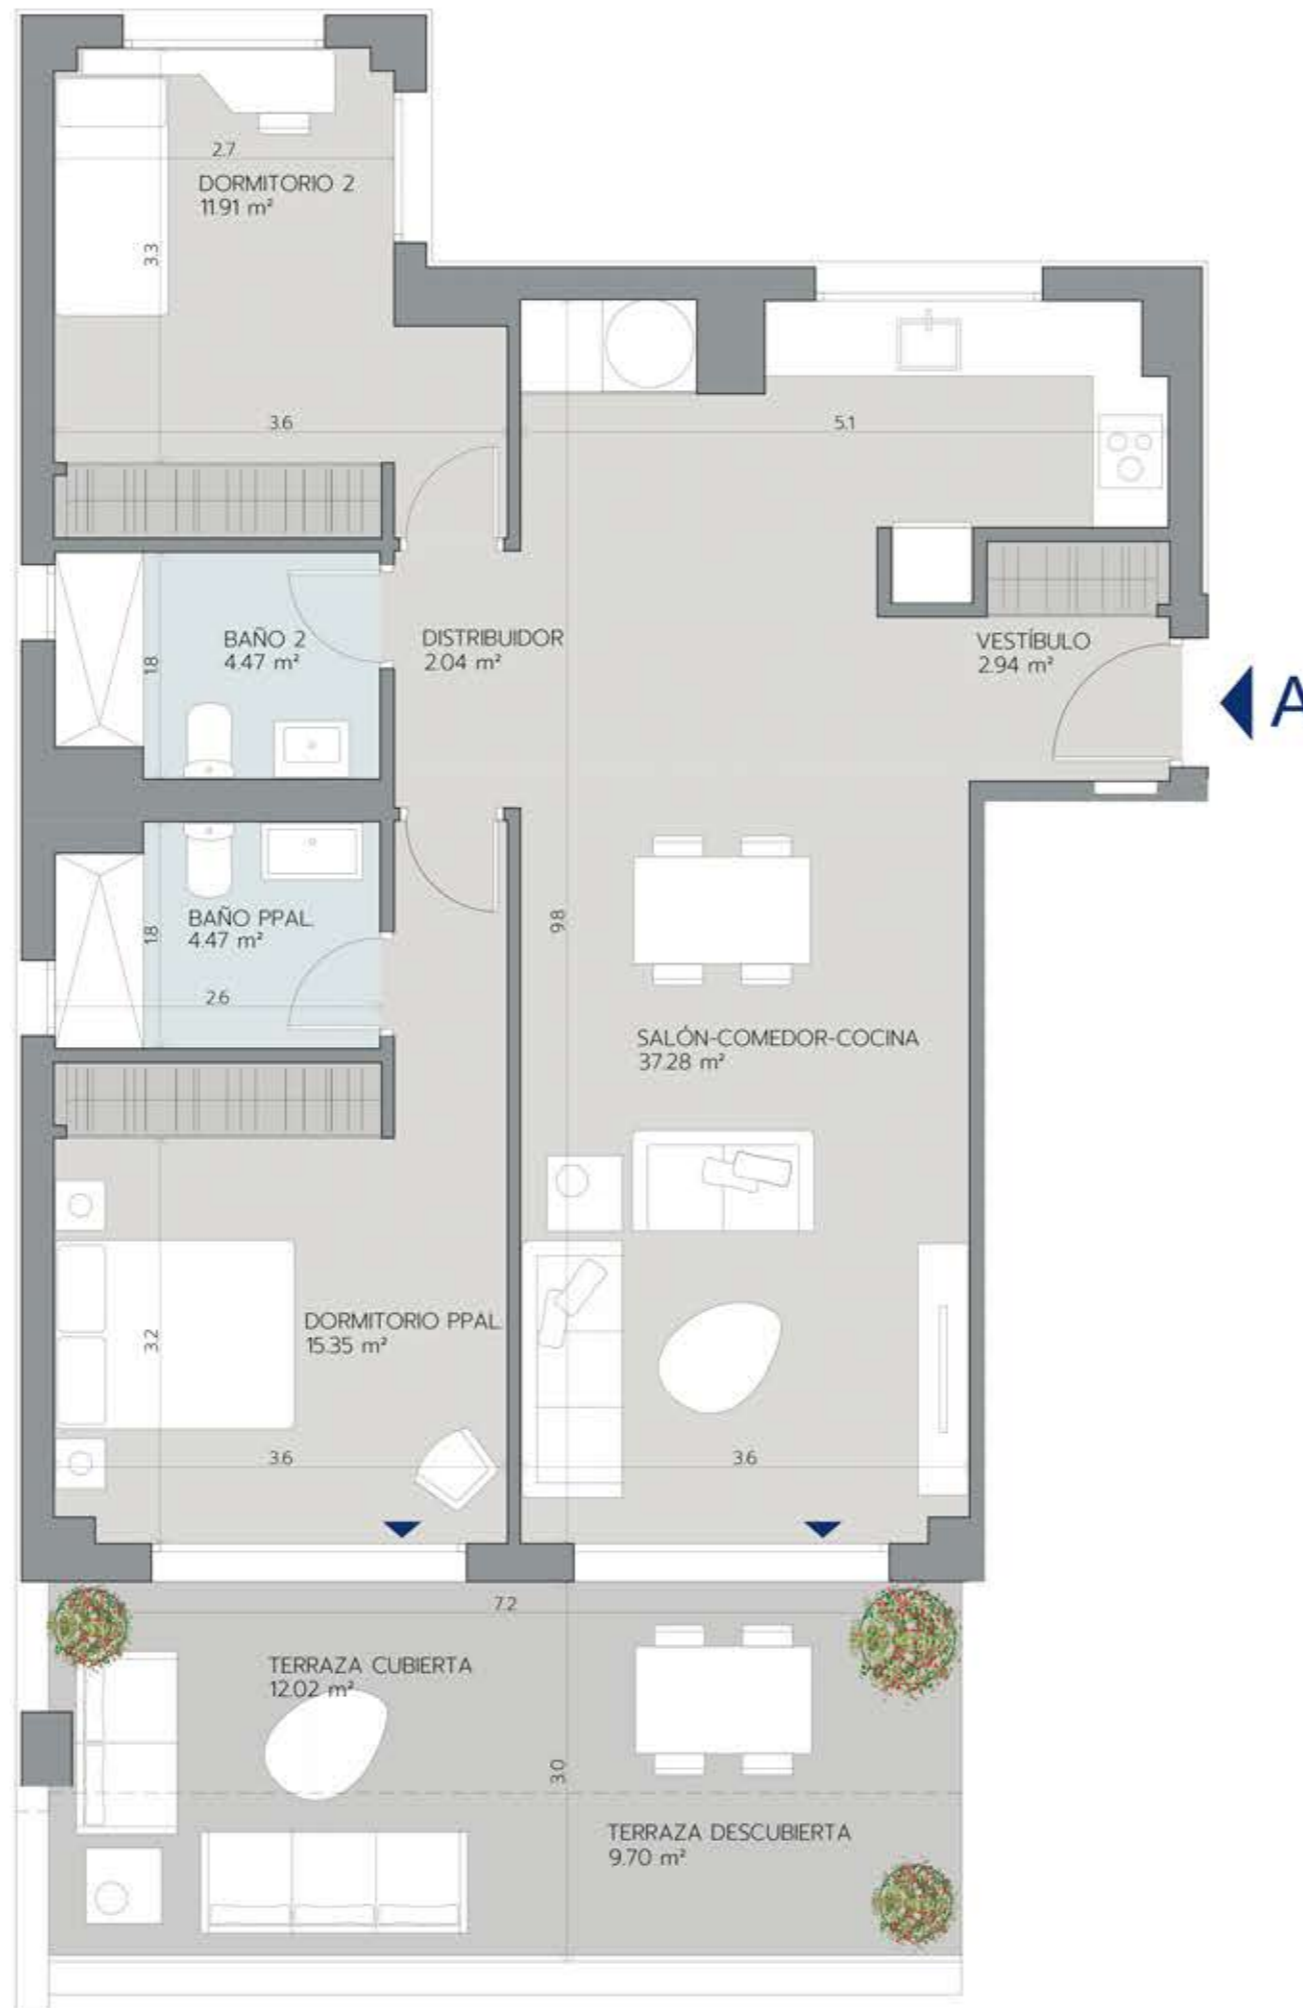 2.7
DORMITORIO 2
11.91 m²
3.3
3.6
5.1
BAÑO 2
4.47 m²
1.8
DISTRIBUIDOR
2.04 m²
VESTÍBULO
2.94 m²
A
BAÑO PPAL.
4.47 m²
1.8
2.6
9.8
SALÓN-COMEDOR-COCINA
37.28 m²
DORMITORIO PPAL.
15.35 m²
3.2
3.6
3.6
7.2
TERRAZA CUBIERTA
12.02 m²
3.0
TERRAZA DESCUBIERTA
9.70 m²